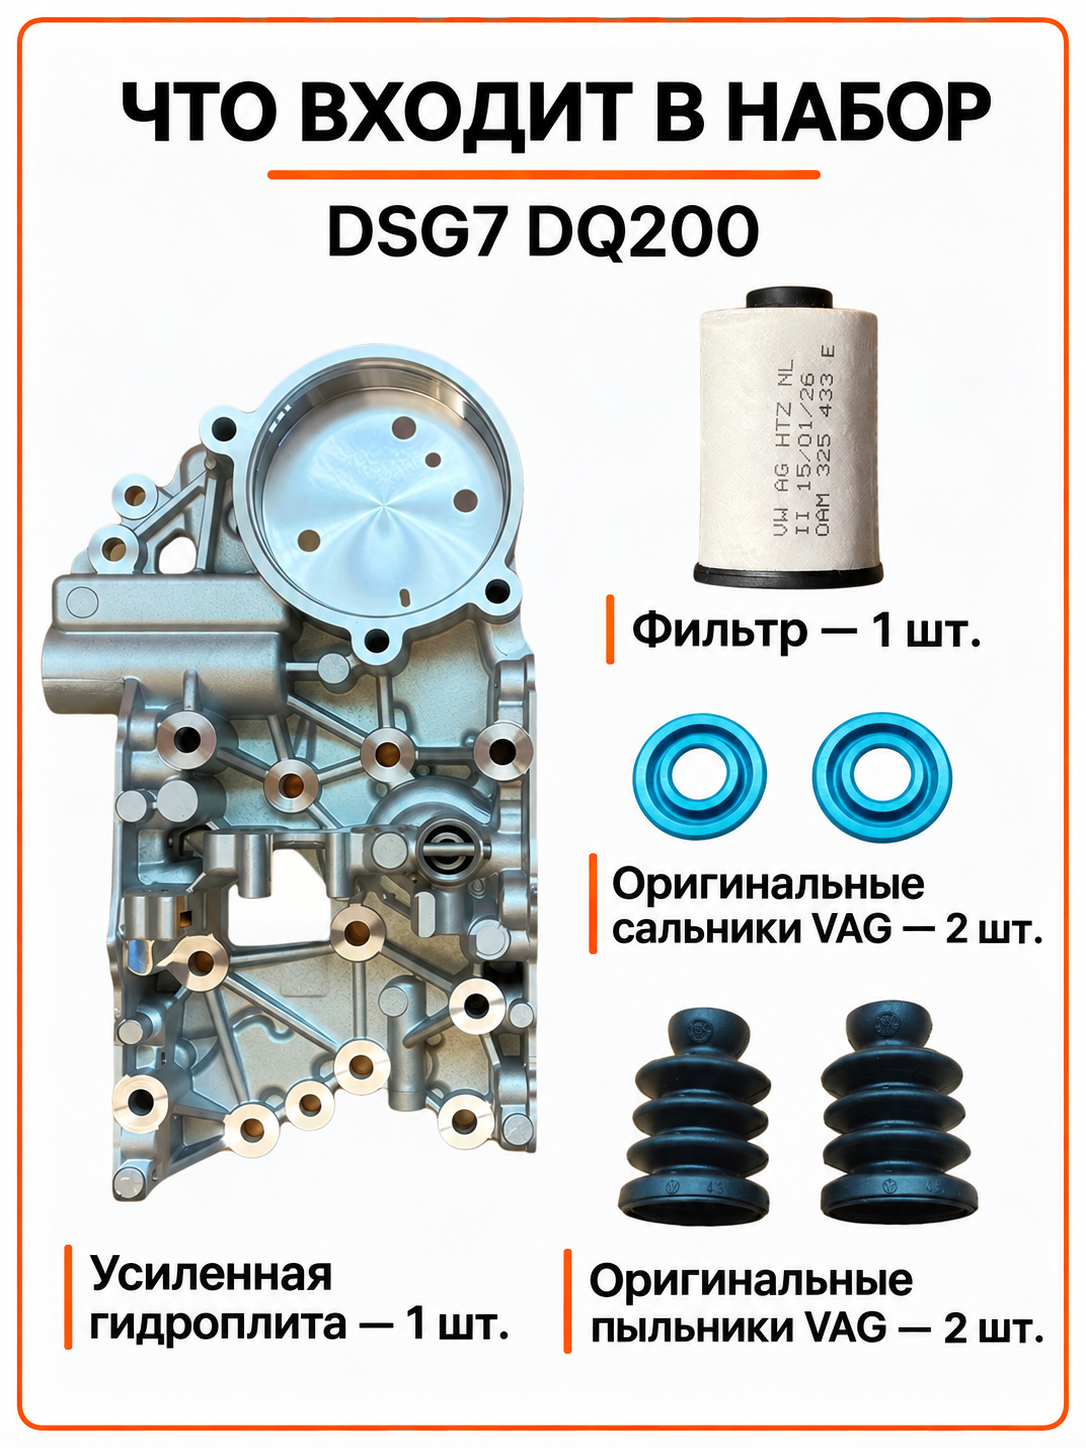 ЧТО ВХОДИТ В НАБОР
DSG7 DQ200
VW AG HTZ NL
II 15/01/26
0AM 325 433 E
Фильтр — 1 шт.
Оригинальные
сальники VAG — 2 шт.
Усиленная
гидроплита — 1 шт.
Оригинальные
пыльники VAG — 2 шт.